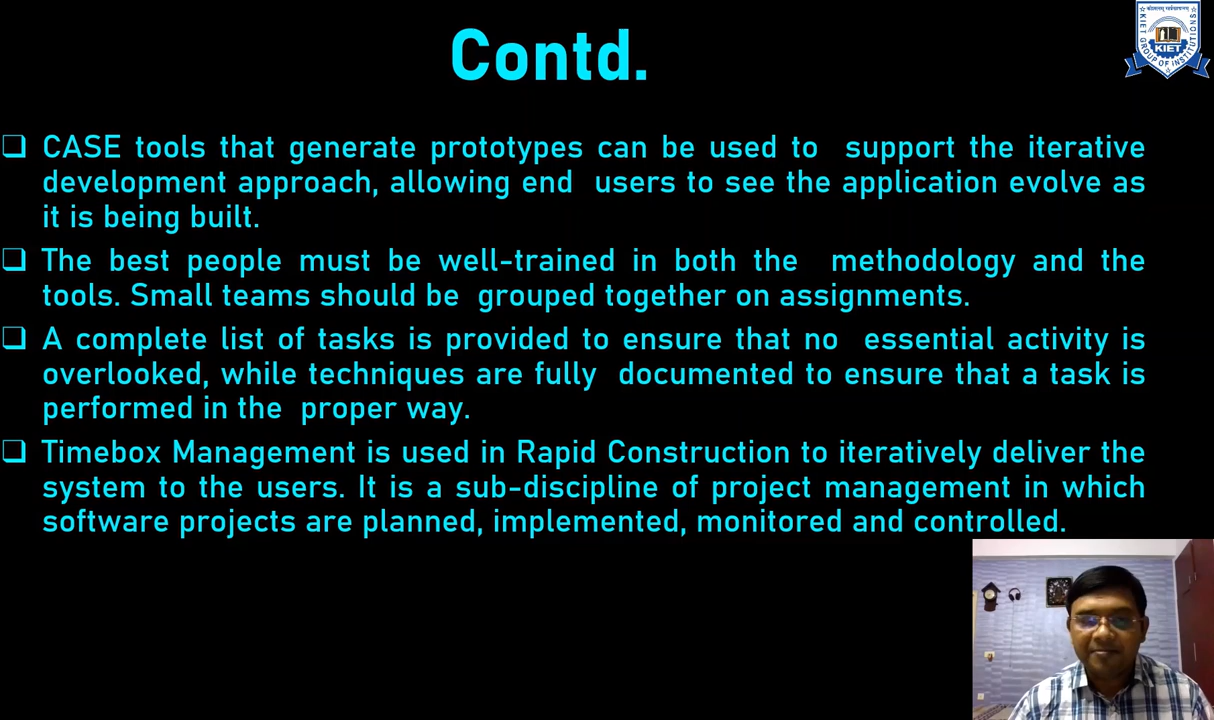 Contd.
KIET GROUP OF INSTITUTIONS
KIET
❑ CASE tools that generate prototypes can be used to support the iterative
development approach, allowing end users to see the application evolve as
it is being built.
❑ The best people must be well-trained in both the methodology and the
tools. Small teams should be grouped together on assignments.
❑ A complete list of tasks is provided to ensure that no essential activity is
overlooked, while techniques are fully documented to ensure that a task is
performed in the proper way.
❑ Timebox Management is used in Rapid Construction to iteratively deliver the
system to the users. It is a sub-discipline of project management in which
software projects are planned, implemented, monitored and controlled.